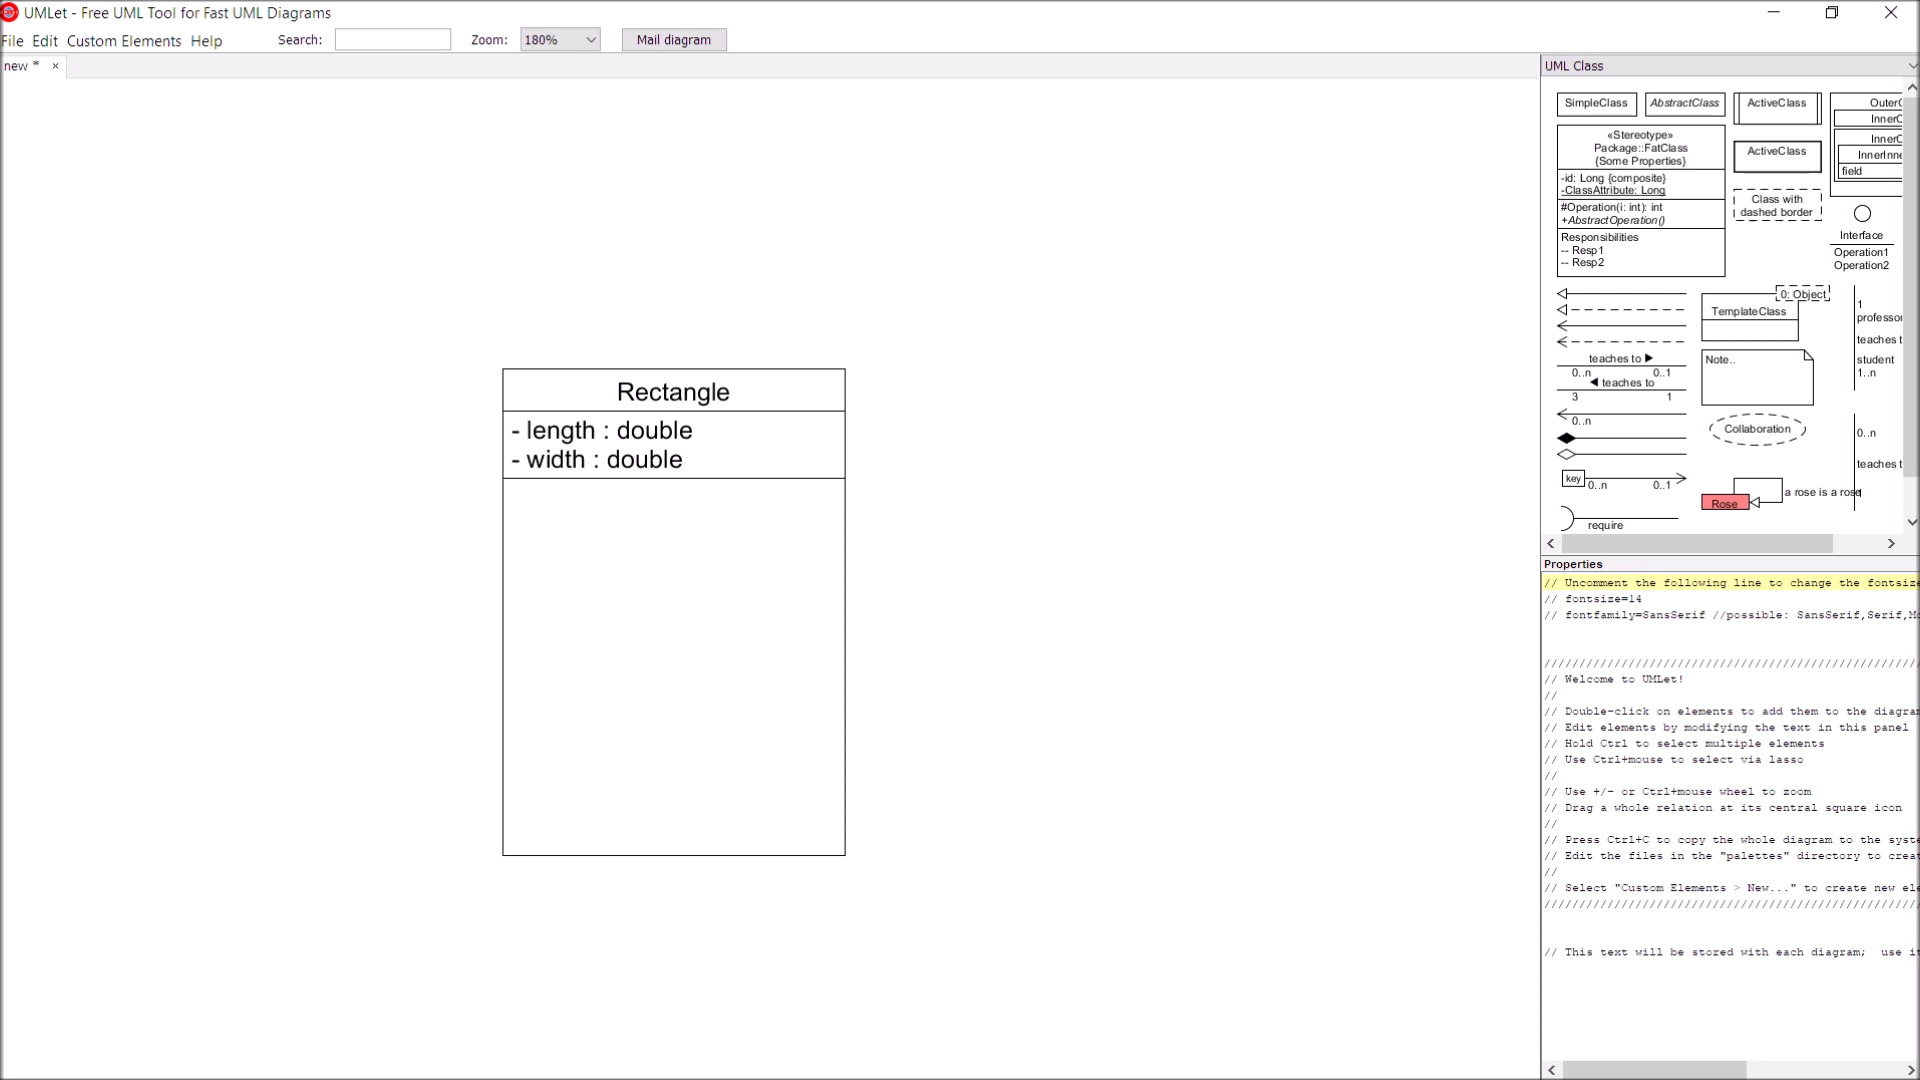 UMLet - Free UML Tool for Fast UML Diagrams
File Edit Custom Elements Help Search: Zoom: 180% Mail diagram
new * ×
UML Class
Rectangle
- length : double
- width : double
SimpleClass
AbstractClass
ActiveClass
«Stereotype»
Package::FatClass
{Some Properties}
-id: Long {composite}
-ClassAttribute: Long
#Operation(i: int): int
+AbstractOperation()
Responsibilities
-- Resp1
-- Resp2
ActiveClass
Class with
dashed border
field
Interface
Operation1
Operation2
0: Object
TemplateClass
teaches to ▶
0..n 0..1
◀ teaches to
3 1
0..n
key 0..n 0..1
require
Note..
Collaboration
Rose
a rose is a rose
1
student
1..n
0..n
Properties
// Uncomment the following line to change the fontsize
// fontsize=14
// fontfamily=SansSerif //possible: SansSerif,Serif,Mo
//////////////////////////////////////////////////////
// Welcome to UMLet!
//
// Double-click on elements to add them to the diagram
// Edit elements by modifying the text in this panel
// Hold Ctrl to select multiple elements
// Use Ctrl+mouse to select via lasso
//
// Use +/- or Ctrl+mouse wheel to zoom
// Drag a whole relation at its central square icon
//
// Press Ctrl+C to copy the whole diagram to the syste
// Edit the files in the "palettes" directory to creat
//
// Select "Custom Elements > New..." to create new ele
//////////////////////////////////////////////////////
// This text will be stored with each diagram;  use it